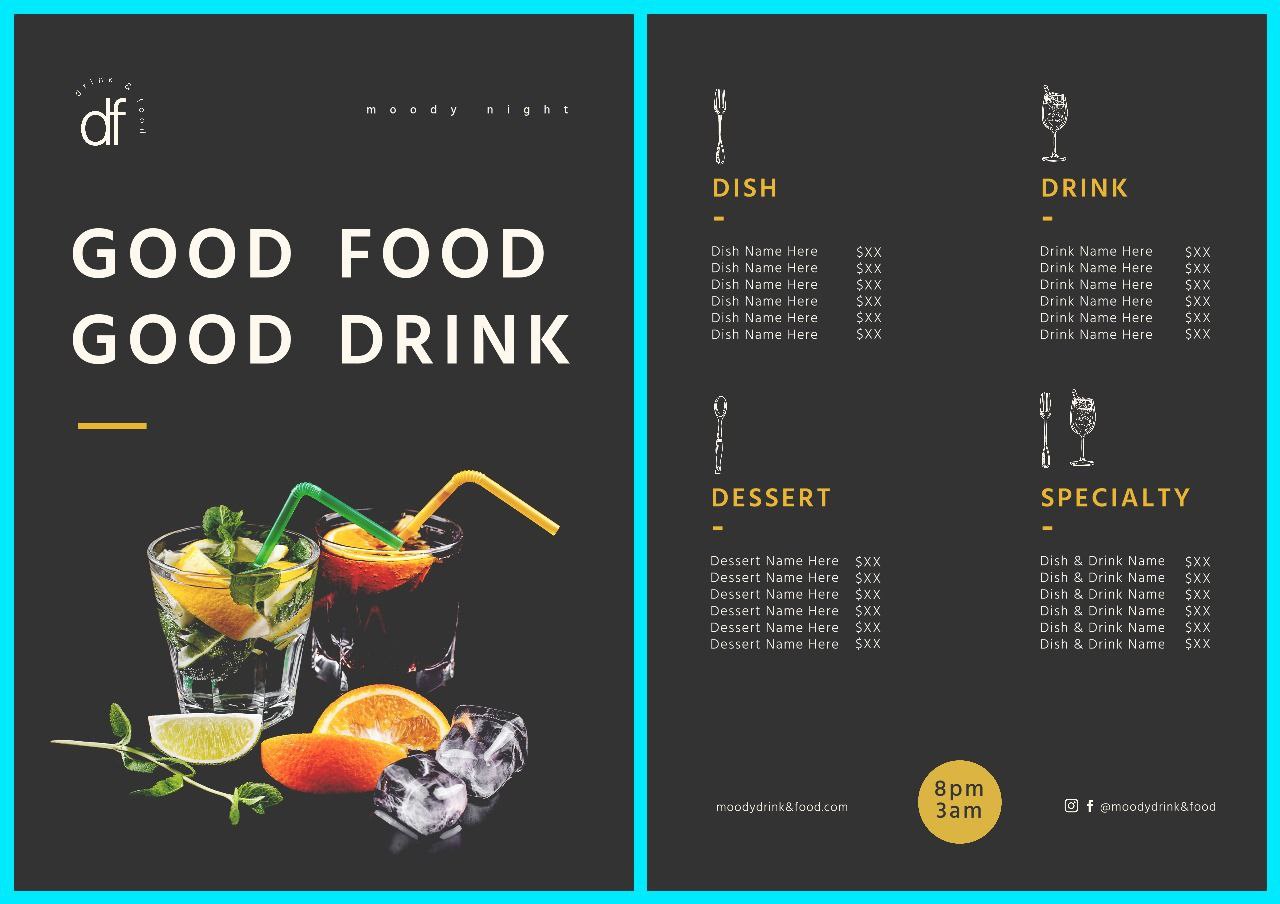 drink & food
df
moody night
GOOD FOOD
GOOD DRINK
DISH
-
Dish Name Here $XX
Dish Name Here $XX
Dish Name Here $XX
Dish Name Here $XX
Dish Name Here $XX
Dish Name Here $XX
DRINK
-
Drink Name Here $XX
Drink Name Here $XX
Drink Name Here $XX
Drink Name Here $XX
Drink Name Here $XX
Drink Name Here $XX
DESSERT
-
Dessert Name Here $XX
Dessert Name Here $XX
Dessert Name Here $XX
Dessert Name Here $XX
Dessert Name Here $XX
Dessert Name Here $XX
SPECIALTY
-
Dish & Drink Name $XX
Dish & Drink Name $XX
Dish & Drink Name $XX
Dish & Drink Name $XX
Dish & Drink Name $XX
Dish & Drink Name $XX
moodydrink&food.com
8pm
3am
@moodydrink&food